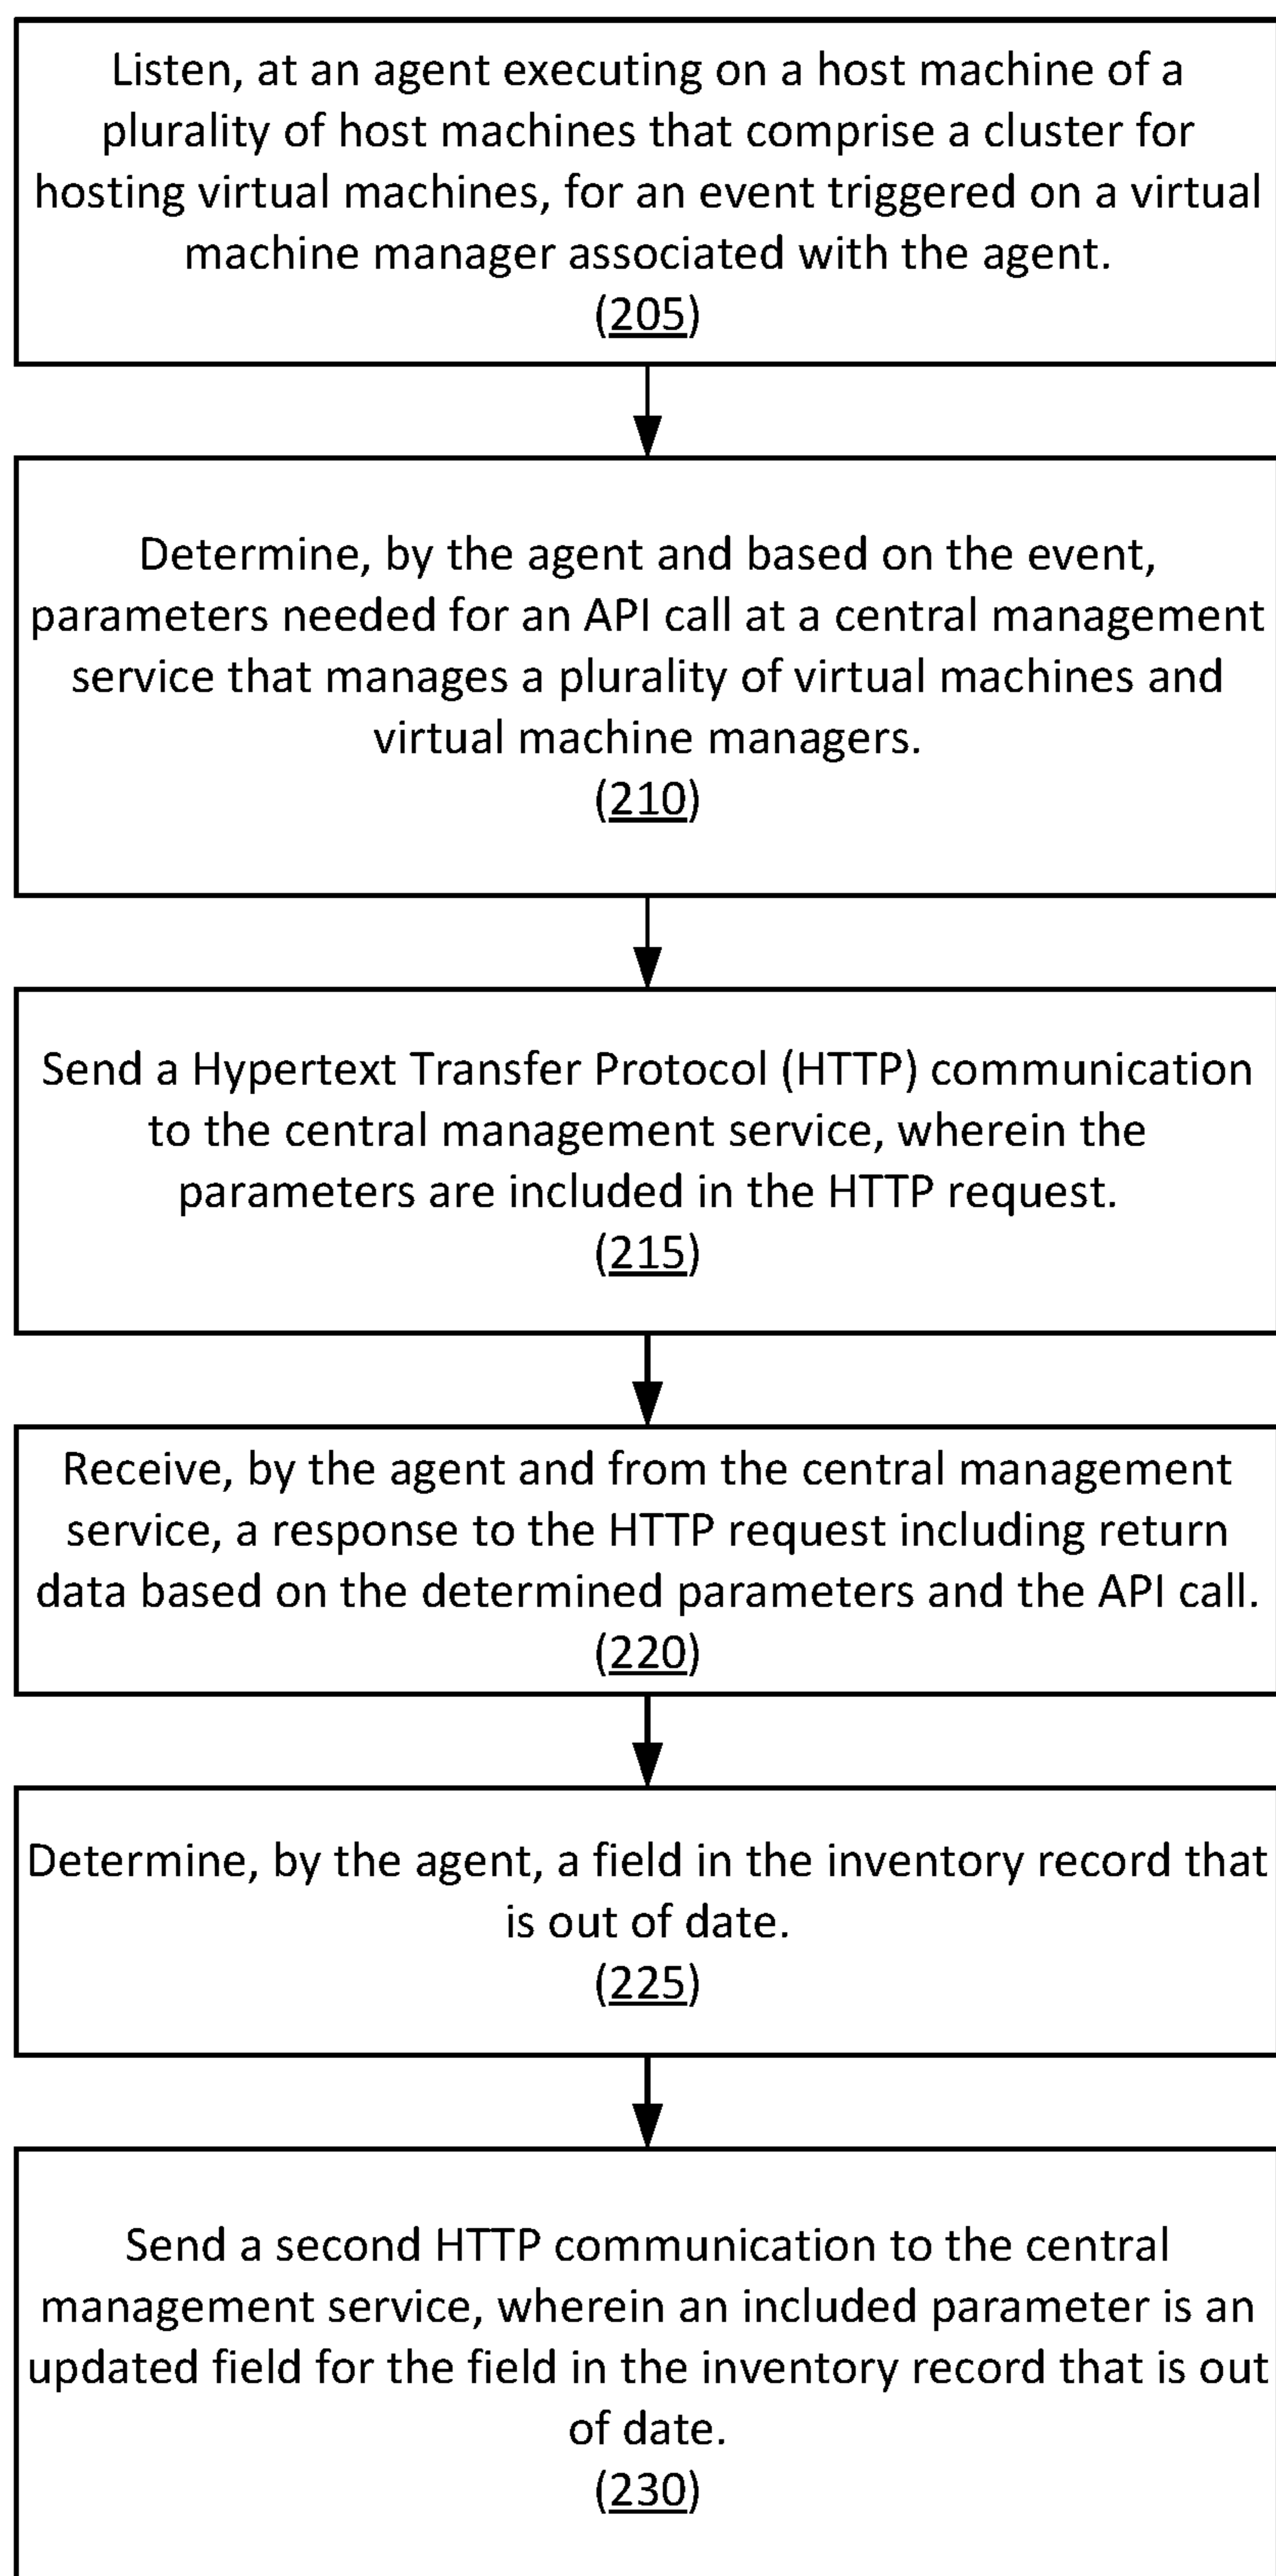 Listen, at an agent executing on a host machine of a
plurality of host machines that comprise a cluster for
hosting virtual machines, for an event triggered on a virtual
machine manager associated with the agent.
(205)
Determine, by the agent and based on the event,
parameters needed for an API call at a central management
service that manages a plurality of virtual machines and
virtual machine managers.
(210)
Send a Hypertext Transfer Protocol (HTTP) communication
to the central management service, wherein the
parameters are included in the HTTP request.
(215)
Receive, by the agent and from the central management
service, a response to the HTTP request including return
data based on the determined parameters and the API call.
(220)
Determine, by the agent, a field in the inventory record that
is out of date.
(225)
Send a second HTTP communication to the central
management service, wherein an included parameter is an
updated field for the field in the inventory record that is out
of date.
(230)